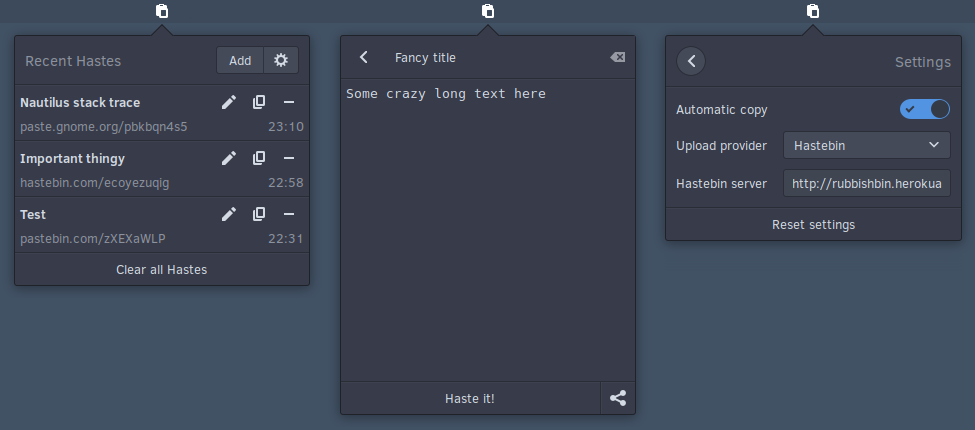 Recent Hastes
Add
Nautilus stack trace
paste.gnome.org/pbkbqn4s5 23:10
Important thingy
hastebin.com/ecoyezuqig 22:58
Test
pastebin.com/zXEXaWLP 22:31
Clear all Hastes
Fancy title
Some crazy long text here
Haste it!
Settings
Automatic copy
Upload provider Hastebin
Hastebin server http://rubbishbin.herokua
Reset settings